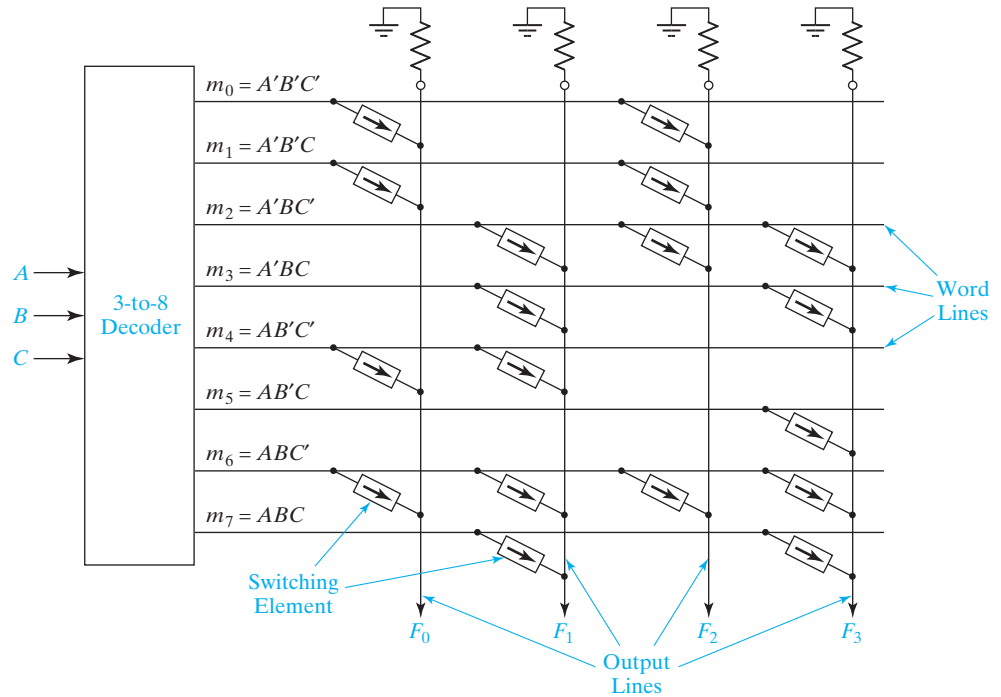 m0 = A′B′C′
m1 = A′B′C
m2 = A′BC′
m3 = A′BC
m4 = AB′C′
m5 = AB′C
m6 = ABC′
m7 = ABC
A
B
C
3-to-8
Decoder
Word
Lines
Switching
Element
F0
F1
F2
F3
Output
Lines